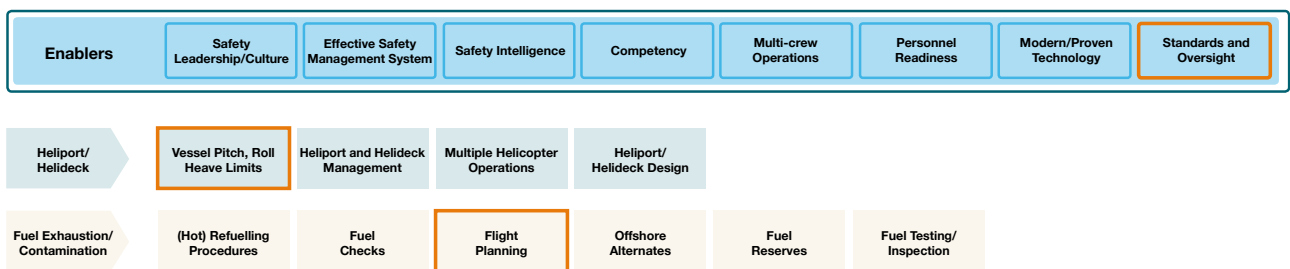 Enablers
Safety
Leadership/Culture
Effective Safety
Management System
Safety Intelligence
Competency
Multi-crew
Operations
Personnel
Readiness
Modern/Proven
Technology
Standards and
Oversight
Heliport/
Helideck
Vessel Pitch, Roll
Heave Limits
Heliport and Helideck
Management
Multiple Helicopter
Operations
Heliport/
Helideck Design
Fuel Exhaustion/
Contamination
(Hot) Refuelling
Procedures
Fuel
Checks
Flight
Planning
Offshore
Alternates
Fuel
Reserves
Fuel Testing/
Inspection